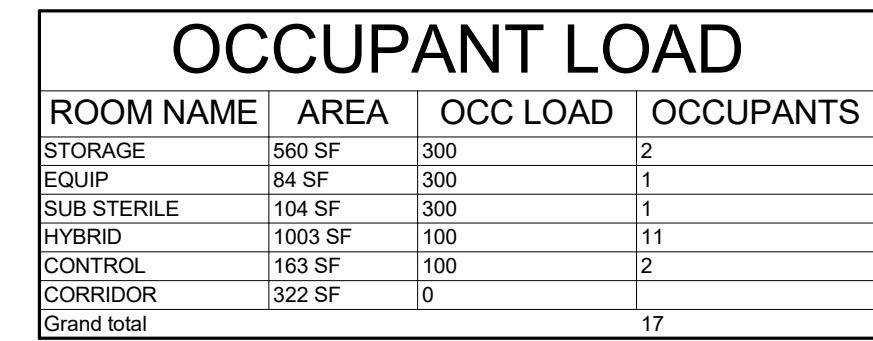 OCCUPANT LOAD
ROOM NAME AREA OCC LOAD OCCUPANTS
STORAGE 560 SF 300 2
EQUIP 84 SF 300 1
SUB STERILE 104 SF 300 1
HYBRID 1003 SF 100 11
CONTROL 163 SF 100 2
CORRIDOR 322 SF 0
Grand total 17